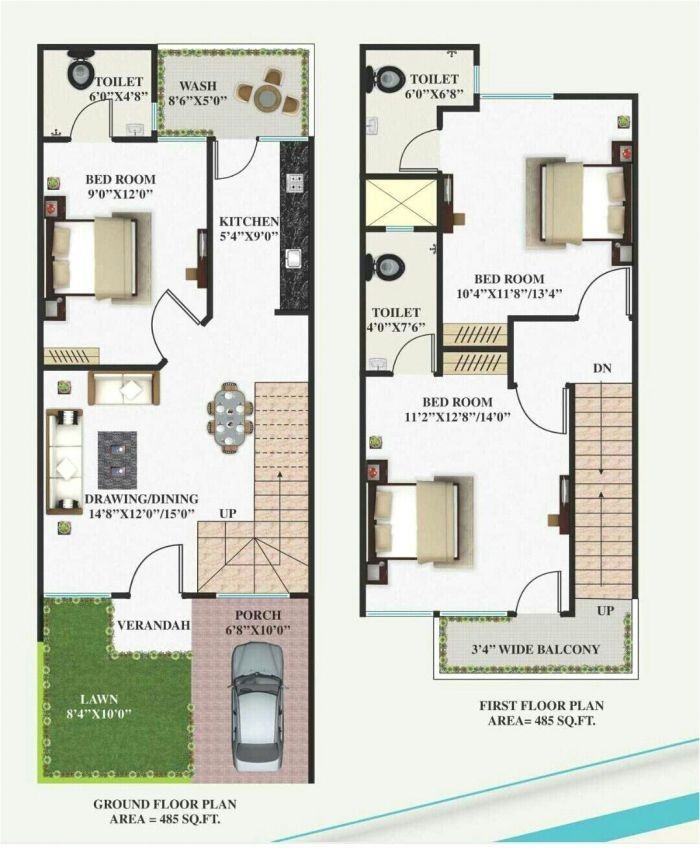 TOILET
6'0"X4'8"
WASH
8'6"X5'0"
BED ROOM
9'0"X12'0"
KITCHEN
5'4"X9'0"
DRAWING/DINING
14'8"X12'0/15'0"
UP
VERANDAH
PORCH
6'8"X10'0"
LAWN
8'4"X10'0"
GROUND FLOOR PLAN
AREA = 485 SQ.FT.
TOILET
6'0"X6'8"
BED ROOM
10'4"X11'8/13'4"
TOILET
4'0"X7'6"
DN
BED ROOM
11'2"X12'8/14'0"
UP
3'4" WIDE BALCONY
FIRST FLOOR PLAN
AREA= 485 SQ.FT.